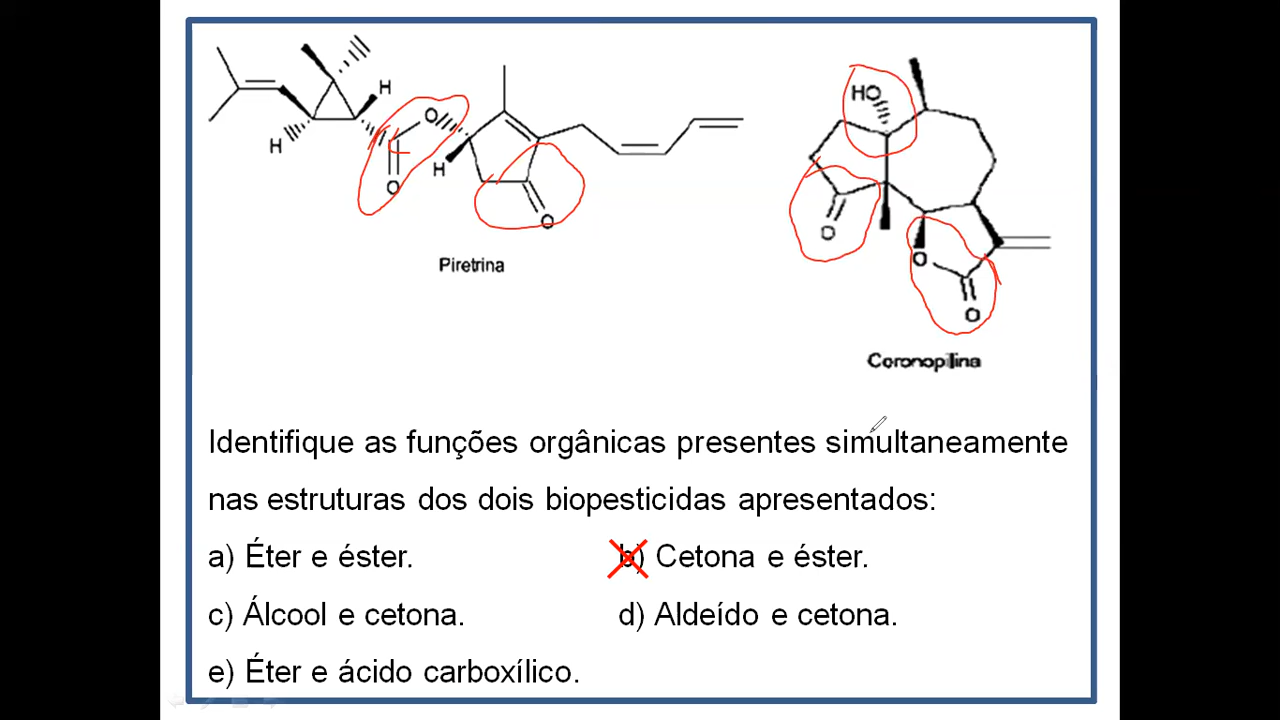 H
HO
O
H
H
O
O
O
O
O
Piretrina
Coronopilina
Identifique as funções orgânicas presentes simultaneamente
nas estruturas dos dois biopesticidas apresentados:
a) Éter e éster.
b) Cetona e éster.
c) Álcool e cetona.
d) Aldeído e cetona.
e) Éter e ácido carboxílico.